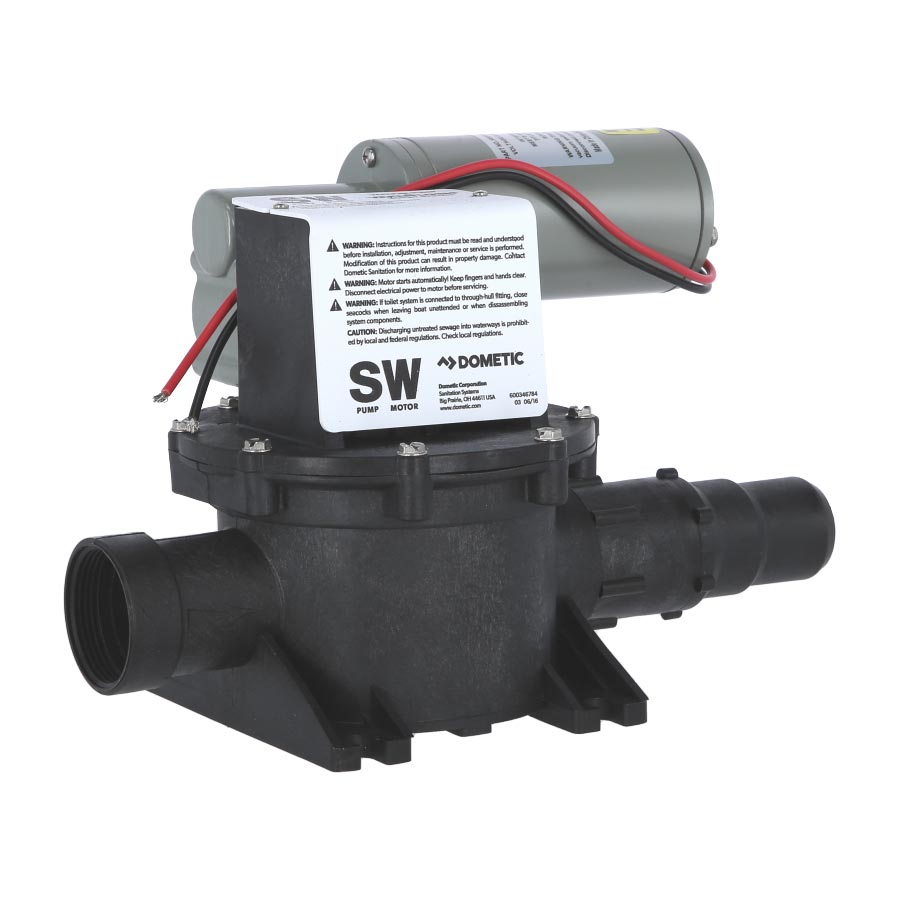 WARNING: Instructions for this product must be read and understood
before installation, adjustment, maintenance or service is performed.
Modification of this product can result in property damage. Contact
Dometic Sanitation for more information.
WARNING: Motor starts automatically! Keep fingers and hands clear.
Disconnect electrical power to motor before servicing.
WARNING: If toilet system is connected to through-hull fitting, close
seacocks when leaving boat unattended or when disassembling
system components.
CAUTION: Discharging untreated sewage into waterways is prohibit-
ed by local and federal regulations. Check local regulations.
SW
PUMP MOTOR
DOMETIC
Dometic Corporation
Sanitation Systems
Big Prairie, OH 44611 USA
www.dometic.com
600346784
03 06/16